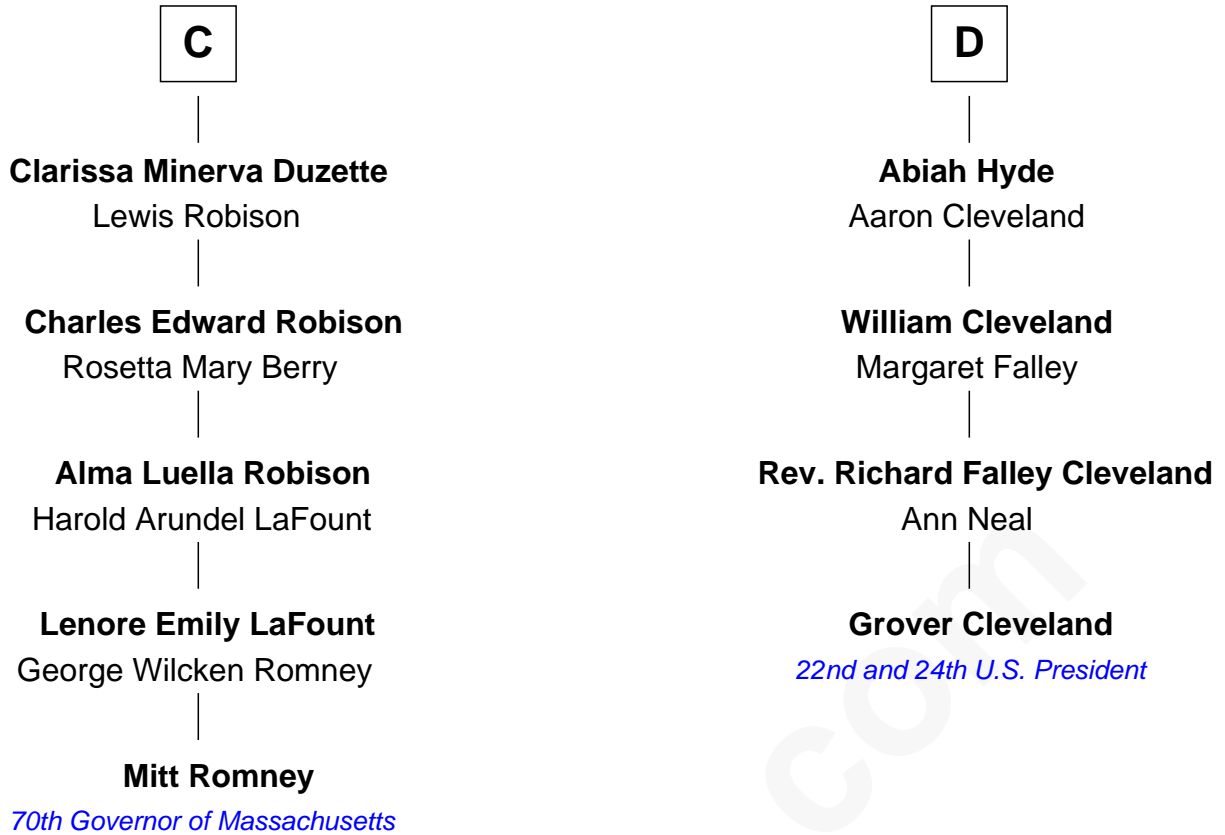 C
Clarissa Minerva Duzette
Lewis Robison
Charles Edward Robison
Rosetta Mary Berry
Alma Luella Robison
Harold Arundel LaFount
Lenore Emily LaFount
George Wilcken Romney
Mitt Romney
70th Governor of Massachusetts
D
Abiah Hyde
Aaron Cleveland
William Cleveland
Margaret Falley
Rev. Richard Falley Cleveland
Ann Neal
Grover Cleveland
22nd and 24th U.S. President
com